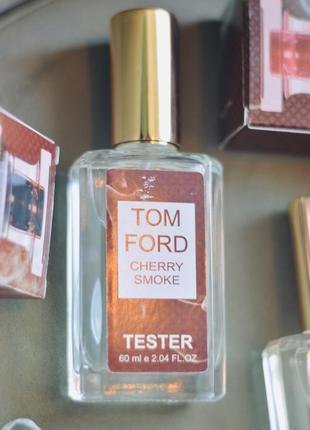 TOM
FORD
CHERRY
SMOKE
TESTER
60 ml e 2.04 FL.OZ